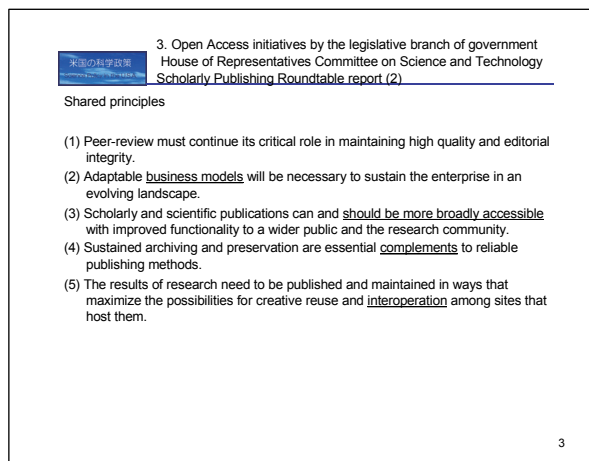 3. Open Access initiatives by the legislative branch of government
House of Representatives Committee on Science and Technology
Scholarly Publishing Roundtable report (2)
米国の科学政策
Shared principles
(1) Peer-review must continue its critical role in maintaining high quality and editorial
integrity.
(2) Adaptable business models will be necessary to sustain the enterprise in an
evolving landscape.
(3) Scholarly and scientific publications can and should be more broadly accessible
with improved functionality to a wider public and the research community.
(4) Sustained archiving and preservation are essential complements to reliable
publishing methods.
(5) The results of research need to be published and maintained in ways that
maximize the possibilities for creative reuse and interoperation among sites that
host them.
3